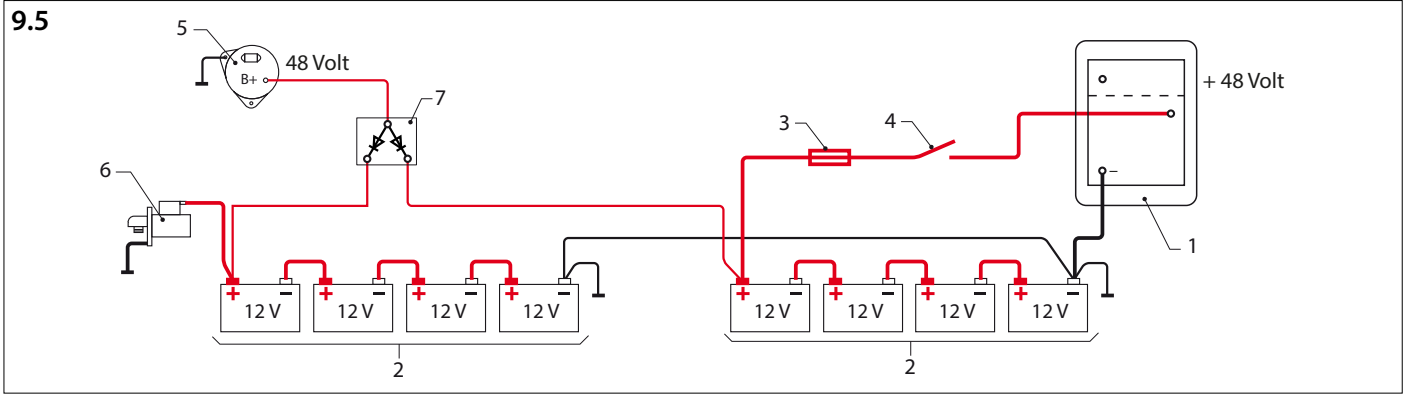 9.5
5
48 Volt
B+
7
3
4
+ 48 Volt
–
1
6
+ – + – + – + –
12 V 12 V 12 V 12 V
+ – + – + – + –
12 V 12 V 12 V 12 V
2
2